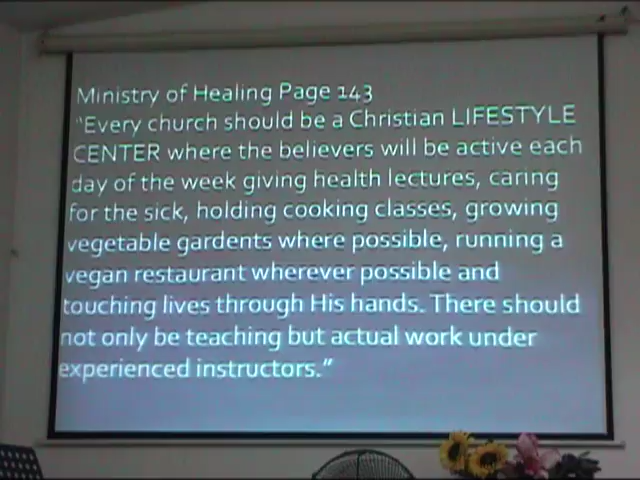 Ministry of Healing Page 143
"Every church should be a Christian LIFESTYLE
CENTER where the believers will be active each
day of the week giving health lectures, caring
for the sick, holding cooking classes, growing
vegetable gardents where possible, running a
vegan restaurant wherever possible and
touching lives through His hands. There should
not only be teaching but actual work under
experienced instructors."